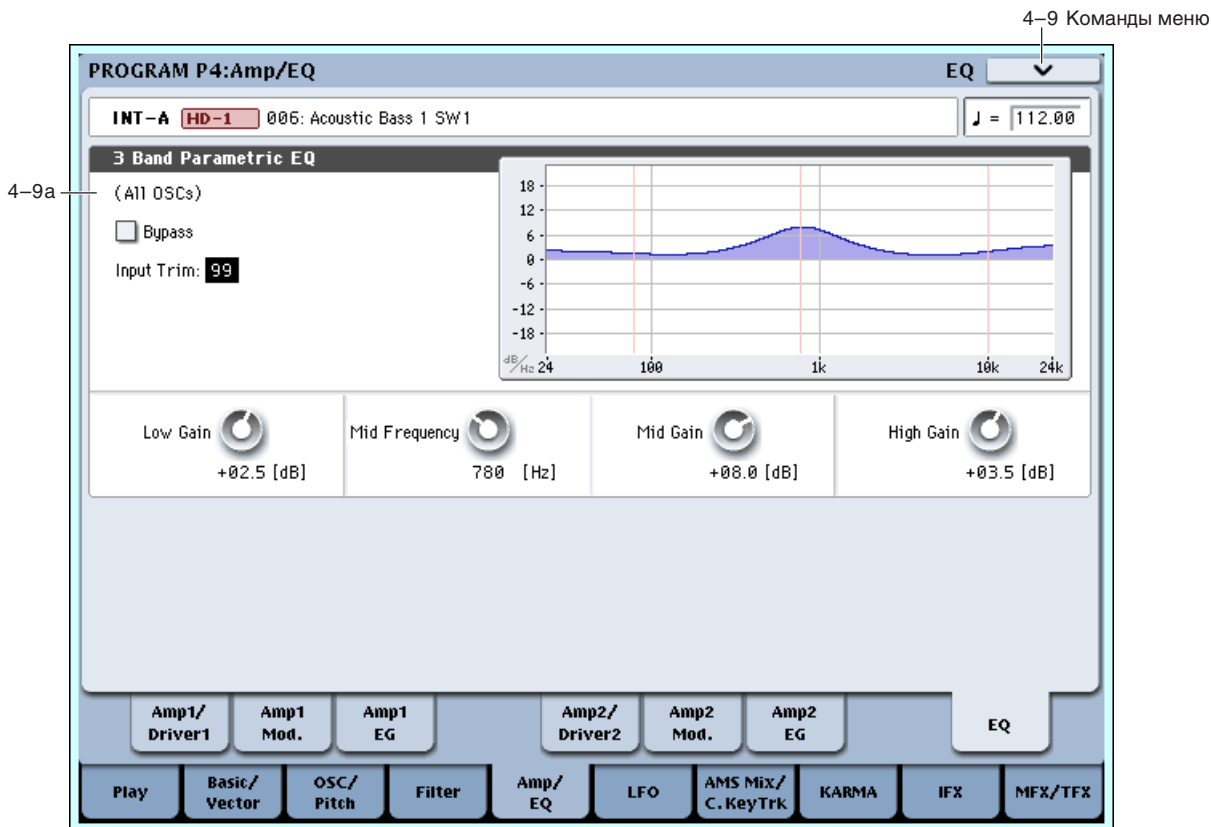 4–9 Команды меню
PROGRAM P4:Amp/EQ EQ
INT-A HD-1 006: Acoustic Bass 1 SW1 ♩ = 112.00
3 Band Parametric EQ
4–9a
(All OSCs)
Bypass
Input Trim: 99
18
12
6
0
-6
-12
-18
dB/Hz 24 100 1k 10k 24k
Low Gain Mid Frequency Mid Gain High Gain
+02.5 [dB] 780 [Hz] +08.0 [dB] +03.5 [dB]
Amp1/ Amp1 Amp1 Amp2/ Amp2 Amp2 EQ
Driver1 Mod. EG Driver2 Mod. EG
Play Basic/ OSC/ Filter Amp/ LFO AMS Mix/ KARMA IFX MFX/TFX
Vector Pitch EQ C.KeyTrk